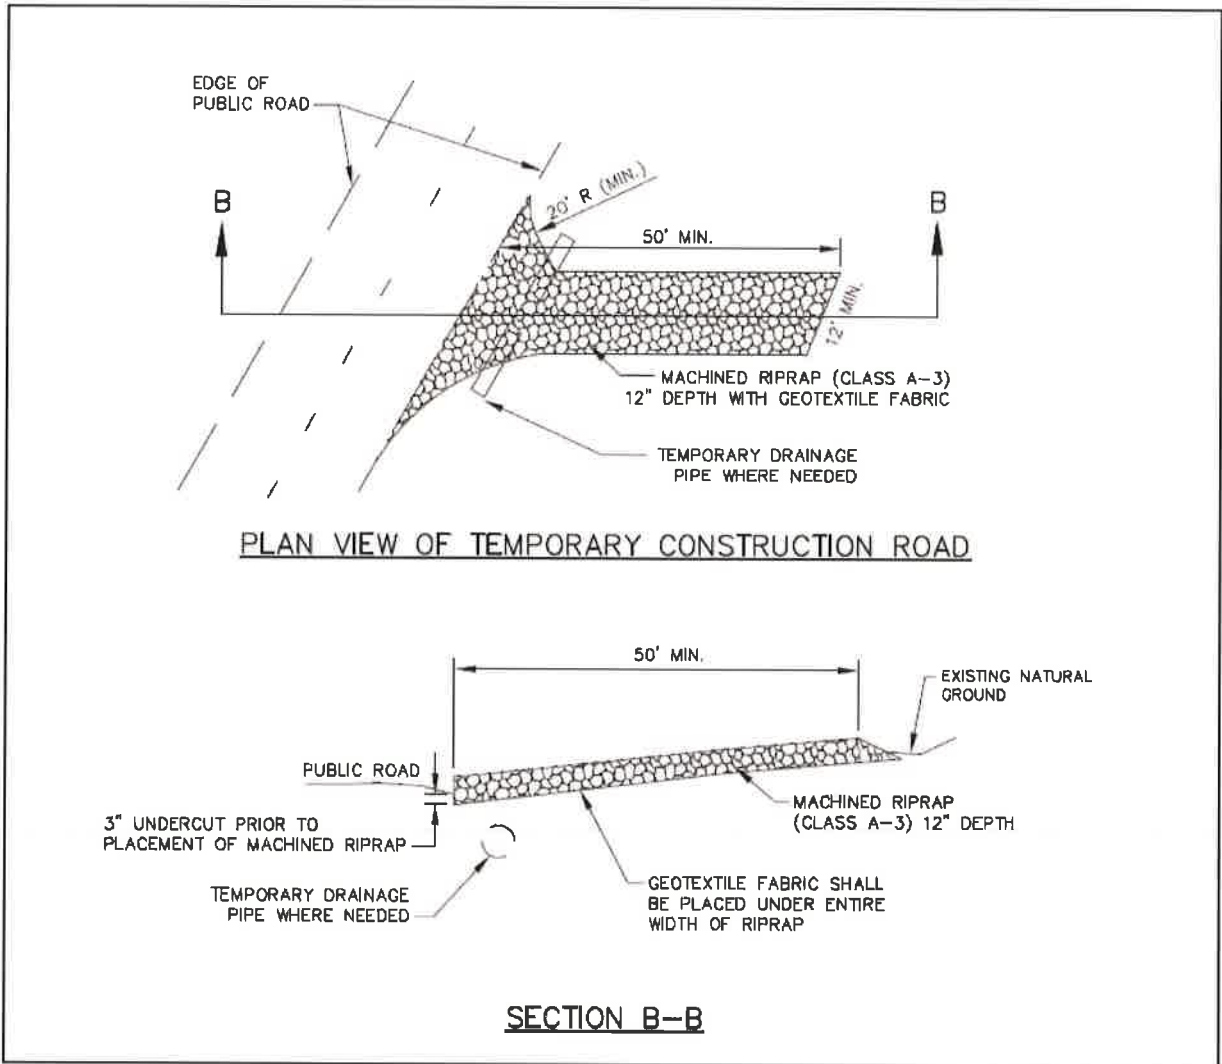 EDGE OF
PUBLIC ROAD
B
B
20' R (MIN.)
50' MIN.
12' MIN.
MACHINED RIPRAP (CLASS A-3)
12" DEPTH WITH GEOTEXTILE FABRIC
TEMPORARY DRAINAGE
PIPE WHERE NEEDED
PLAN VIEW OF TEMPORARY CONSTRUCTION ROAD
50' MIN.
EXISTING NATURAL
GROUND
PUBLIC ROAD
MACHINED RIPRAP
(CLASS A-3) 12" DEPTH
3" UNDERCUT PRIOR TO
PLACEMENT OF MACHINED RIPRAP
TEMPORARY DRAINAGE
PIPE WHERE NEEDED
GEOTEXTILE FABRIC SHALL
BE PLACED UNDER ENTIRE
WIDTH OF RIPRAP
SECTION B-B